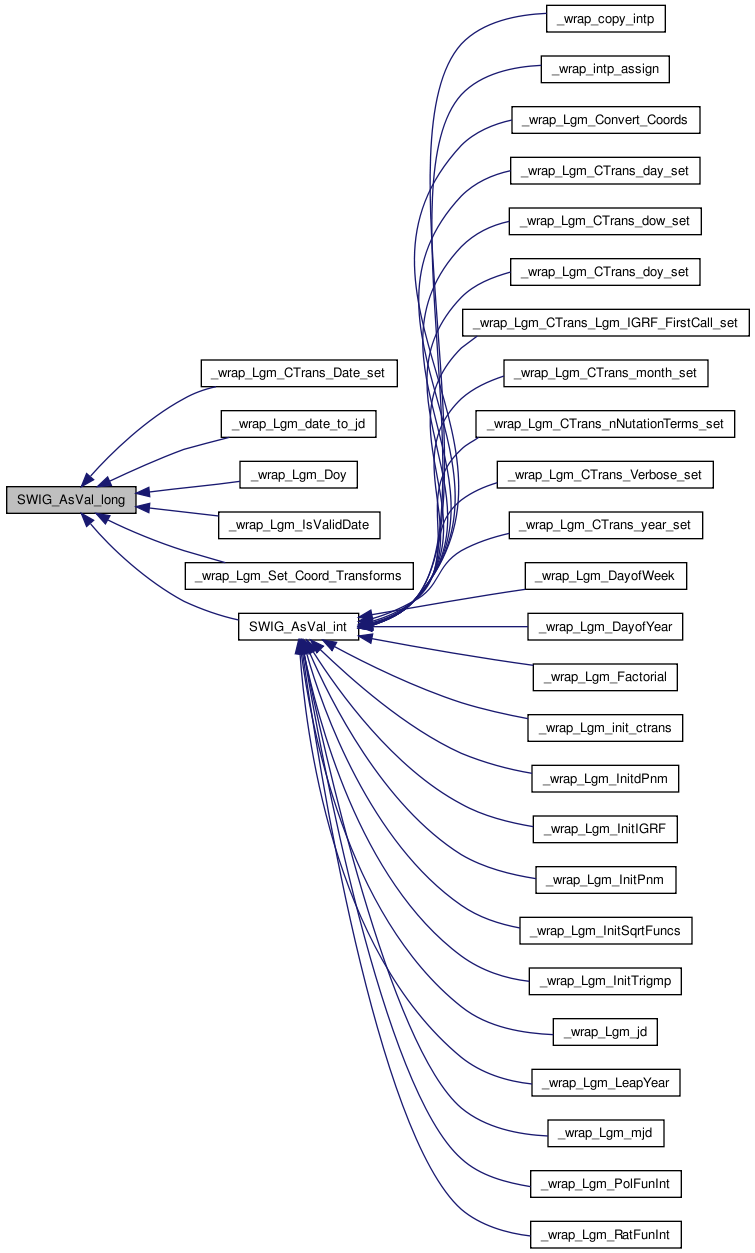 _wrap_copy_intp
_wrap_intp_assign
_wrap_Lgm_Convert_Coords
_wrap_Lgm_CTrans_day_set
_wrap_Lgm_CTrans_dow_set
_wrap_Lgm_CTrans_doy_set
_wrap_Lgm_CTrans_Lgm_IGRF_FirstCall_set
_wrap_Lgm_CTrans_Date_set
_wrap_Lgm_CTrans_month_set
_wrap_Lgm_date_to_jd
_wrap_Lgm_CTrans_nNutationTerms_set
_wrap_Lgm_Doy
_wrap_Lgm_CTrans_Verbose_set
SWIG_AsVal_long
_wrap_Lgm_IsValidDate
_wrap_Lgm_CTrans_year_set
_wrap_Lgm_Set_Coord_Transforms
_wrap_Lgm_DayofWeek
SWIG_AsVal_int
_wrap_Lgm_DayofYear
_wrap_Lgm_Factorial
_wrap_Lgm_init_ctrans
_wrap_Lgm_InitdPnm
_wrap_Lgm_InitIGRF
_wrap_Lgm_InitPnm
_wrap_Lgm_InitSqrtFuncs
_wrap_Lgm_InitTrigmp
_wrap_Lgm_jd
_wrap_Lgm_LeapYear
_wrap_Lgm_mjd
_wrap_Lgm_PolFunInt
_wrap_Lgm_RatFunInt